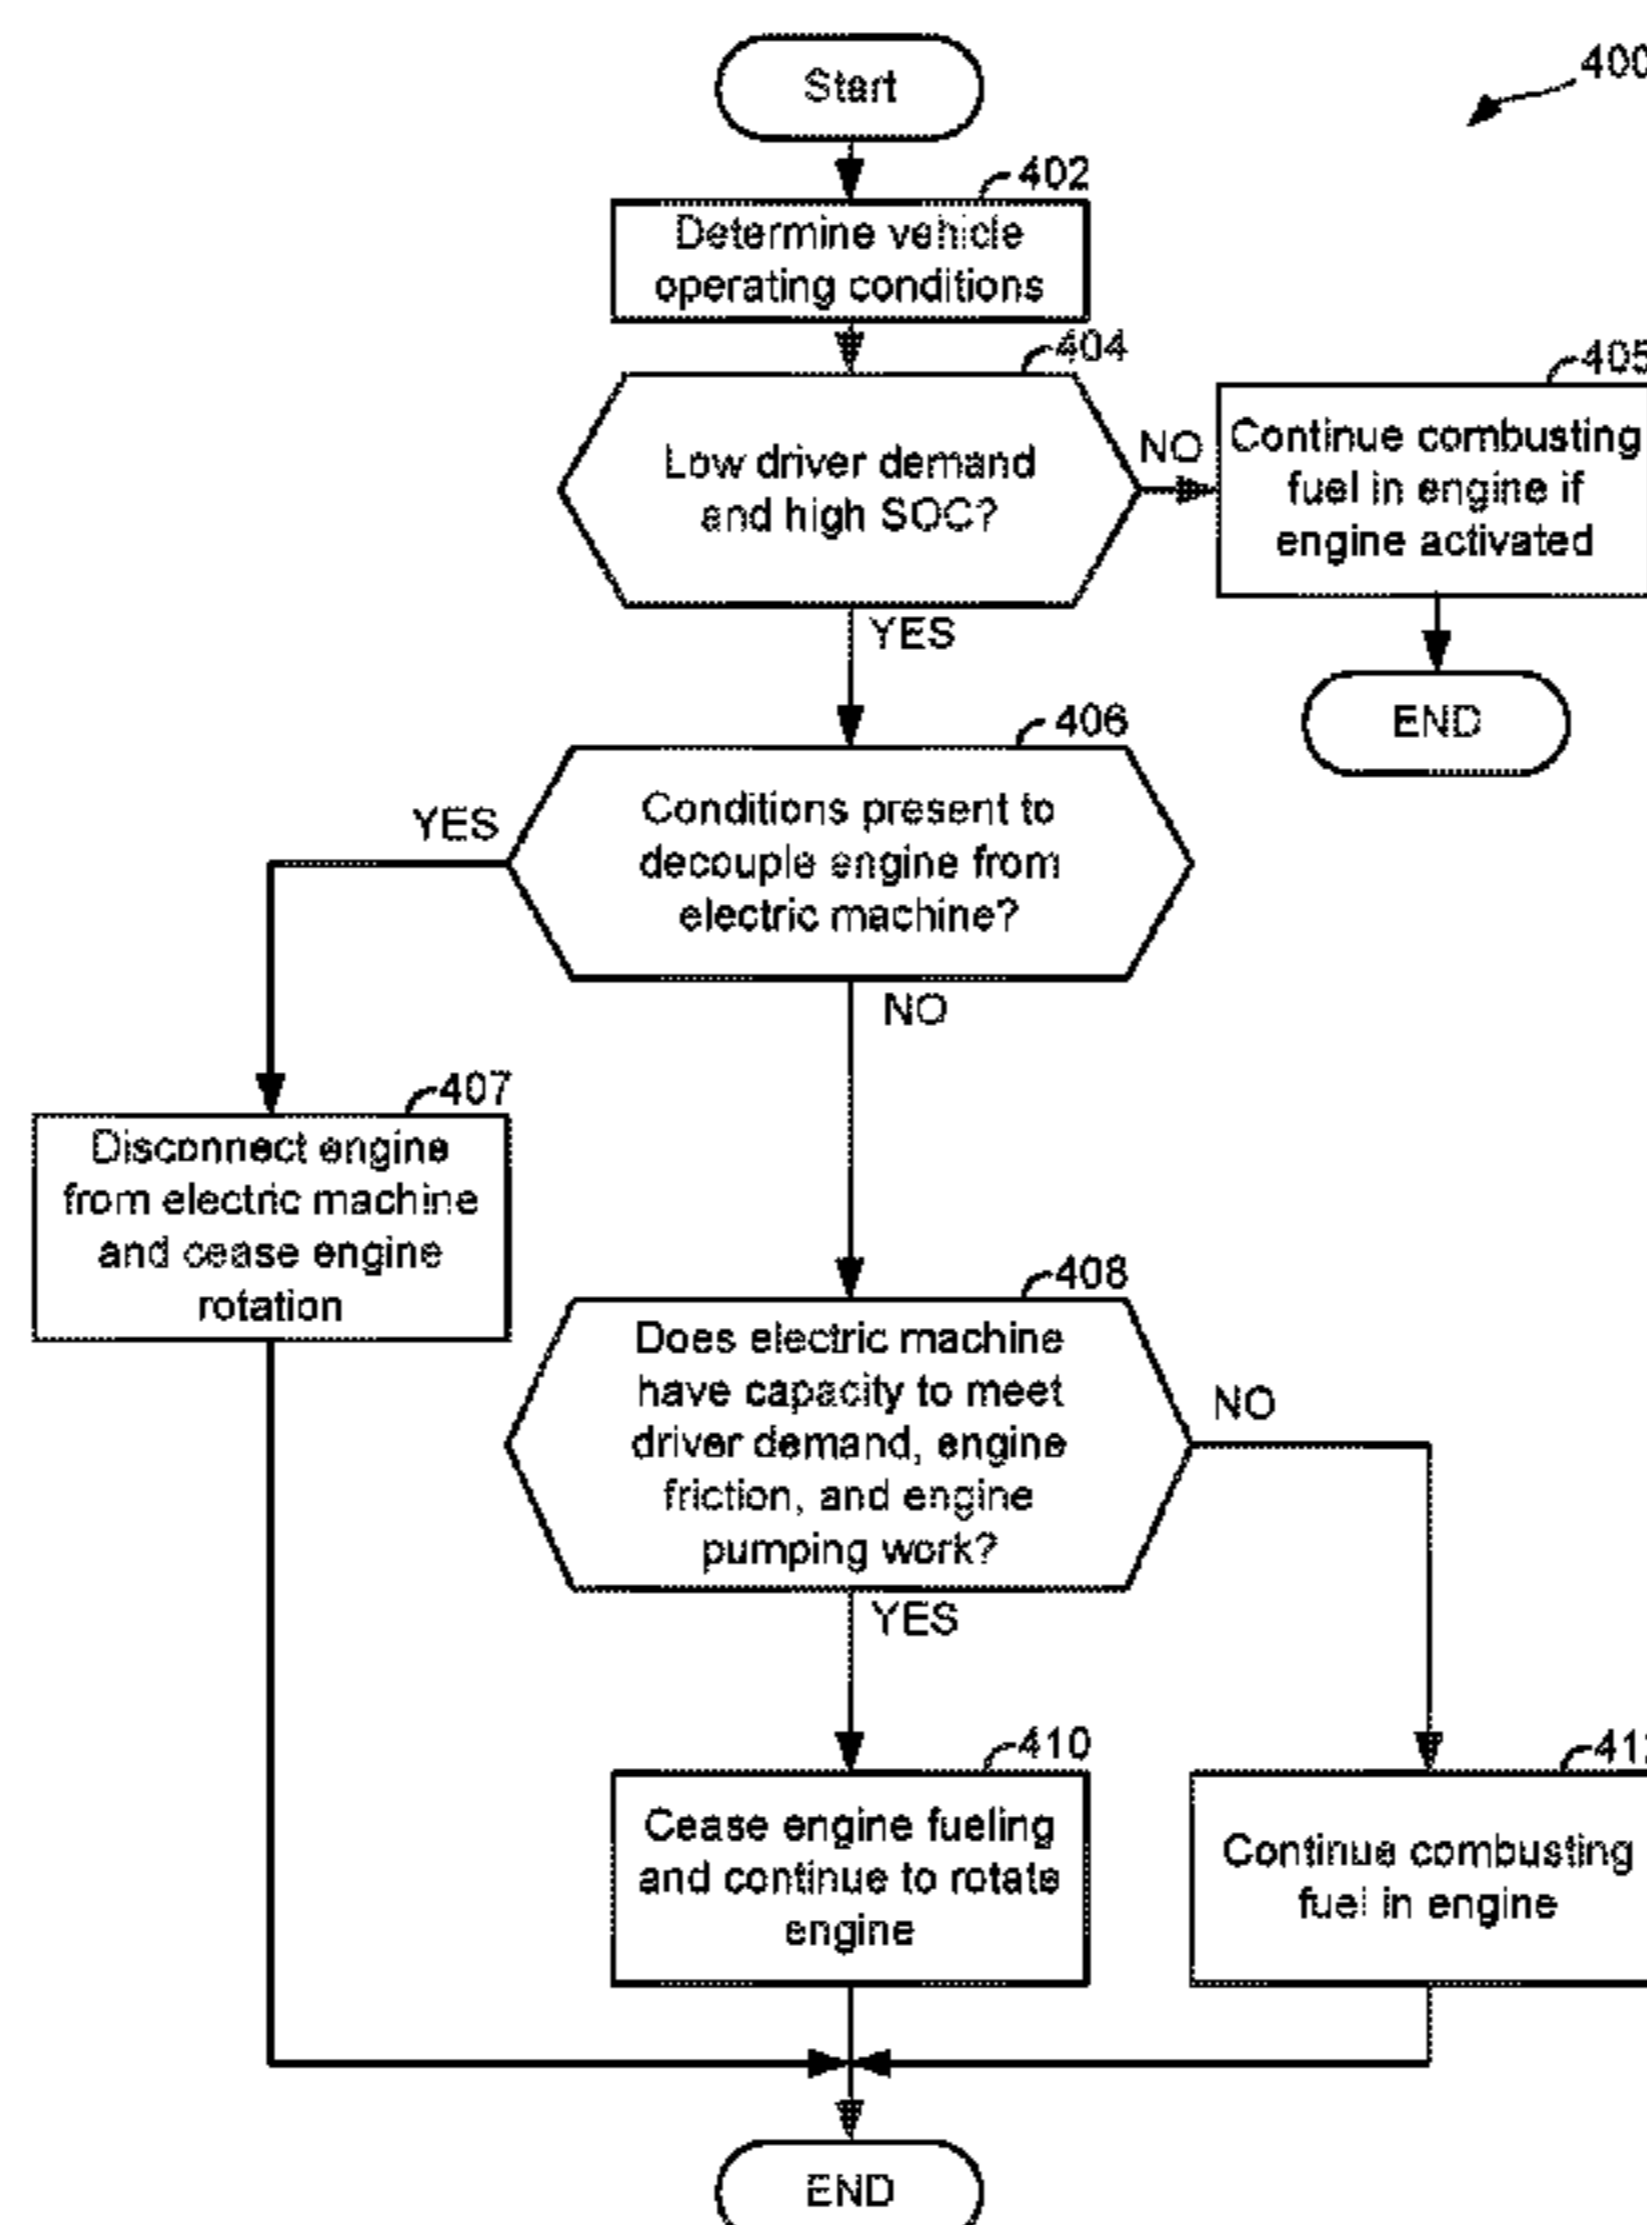 400
Start
402
Determine vehicle
operating conditions
404
405
Low driver demand
and high SOC?
NO
Continue combusting
fuel in engine if
engine activated
YES
END
406
Conditions present to
decouple engine from
electric machine?
YES
NO
407
Disconnect engine
from electric machine
and cease engine
rotation
408
Does electric machine
have capacity to meet
driver demand, engine
friction, and engine
pumping work?
NO
YES
410
Cease engine fueling
and continue to rotate
engine
Continue combusting
fuel in engine
END